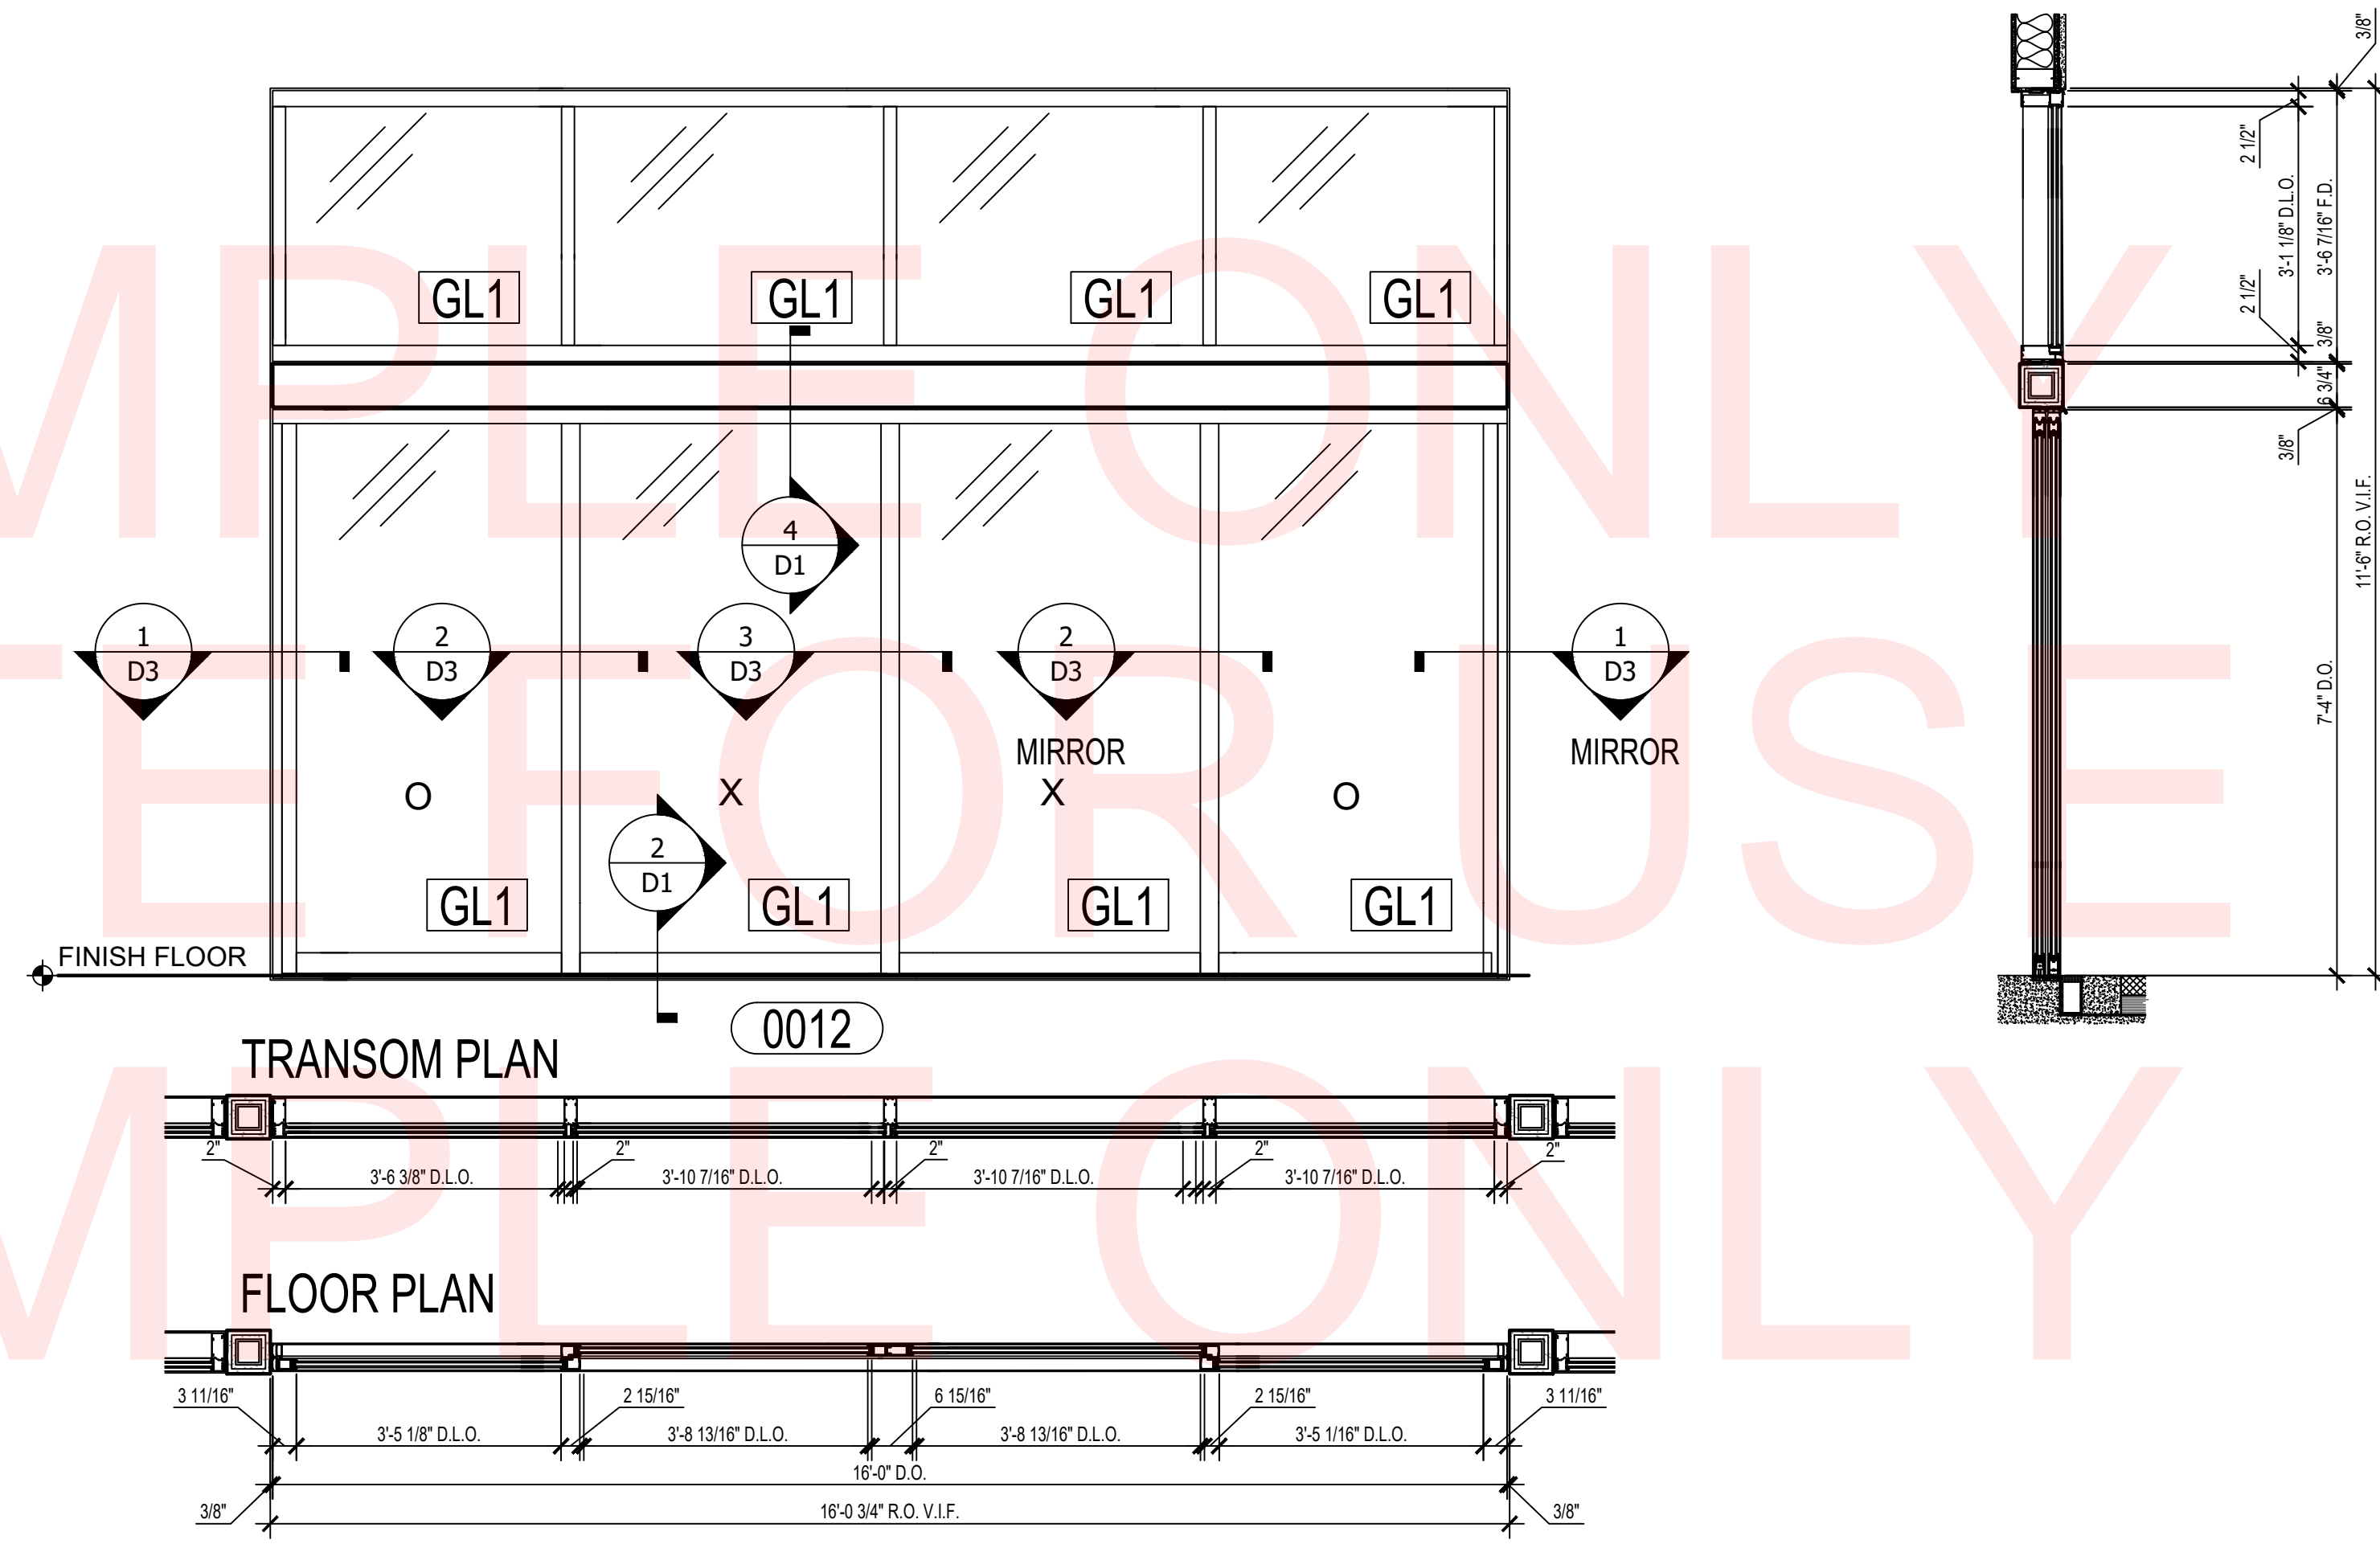 3/8"
2 1/2"
3'-1 1/8" D.L.O.
3'-6 7/16" F.D.
2 1/2"
3/8"
6 3/4"
3/8"
11'-6" R.O. V.I.F.
7'-4" D.O.
GL1 GL1 GL1 GL1
4
D1
1 2 3 2 1
D3 D3 D3 D3 D3
MIRROR MIRROR
O X X O
2
D1
GL1 GL1 GL1 GL1
FINISH FLOOR
0012
TRANSOM PLAN
2" 2" 2" 2" 2"
3'-6 3/8" D.L.O. 3'-10 7/16" D.L.O. 3'-10 7/16" D.L.O. 3'-10 7/16" D.L.O.
FLOOR PLAN
3 11/16" 2 15/16" 6 15/16" 2 15/16" 3 11/16"
3'-5 1/8" D.L.O. 3'-8 13/16" D.L.O. 3'-8 13/16" D.L.O. 3'-5 1/16" D.L.O.
16'-0" D.O.
3/8" 16'-0 3/4" R.O. V.I.F. 3/8"
MPLE ONLY
TE FOR USE
MPLE ONLY